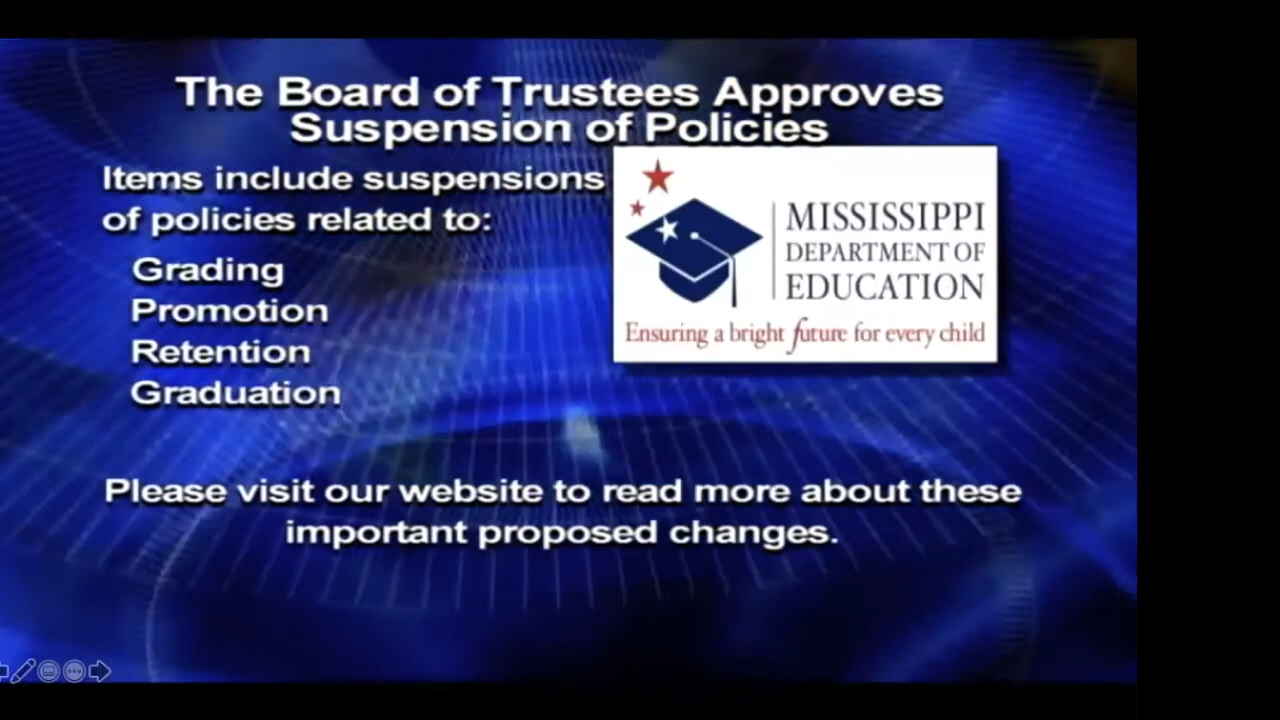 The Board of Trustees Approves
Suspension of Policies
Items include suspensions
of policies related to:
Grading
Promotion
Retention
Graduation
MISSISSIPPI
DEPARTMENT OF
EDUCATION
Ensuring a bright future for every child
Please visit our website to read more about these
important proposed changes.